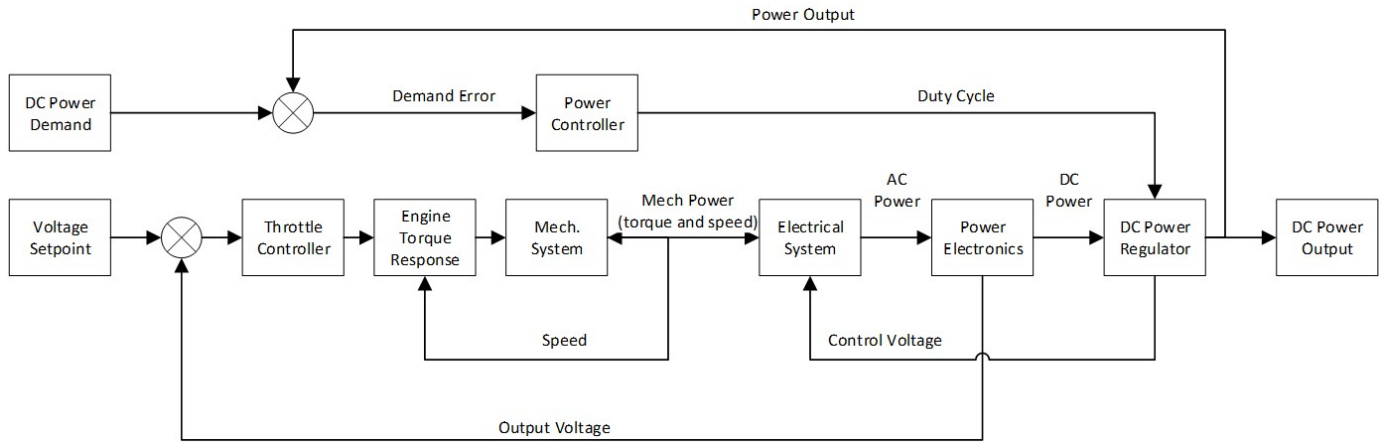 Power Output
DC Power
Demand
Demand Error
Power
Controller
Duty Cycle
Voltage
Setpoint
Throttle
Controller
Engine
Torque
Response
Mech.
System
Mech Power
(torque and speed)
Electrical
System
AC
Power
Power
Electronics
DC
Power
DC Power
Regulator
DC Power
Output
Speed
Control Voltage
Output Voltage